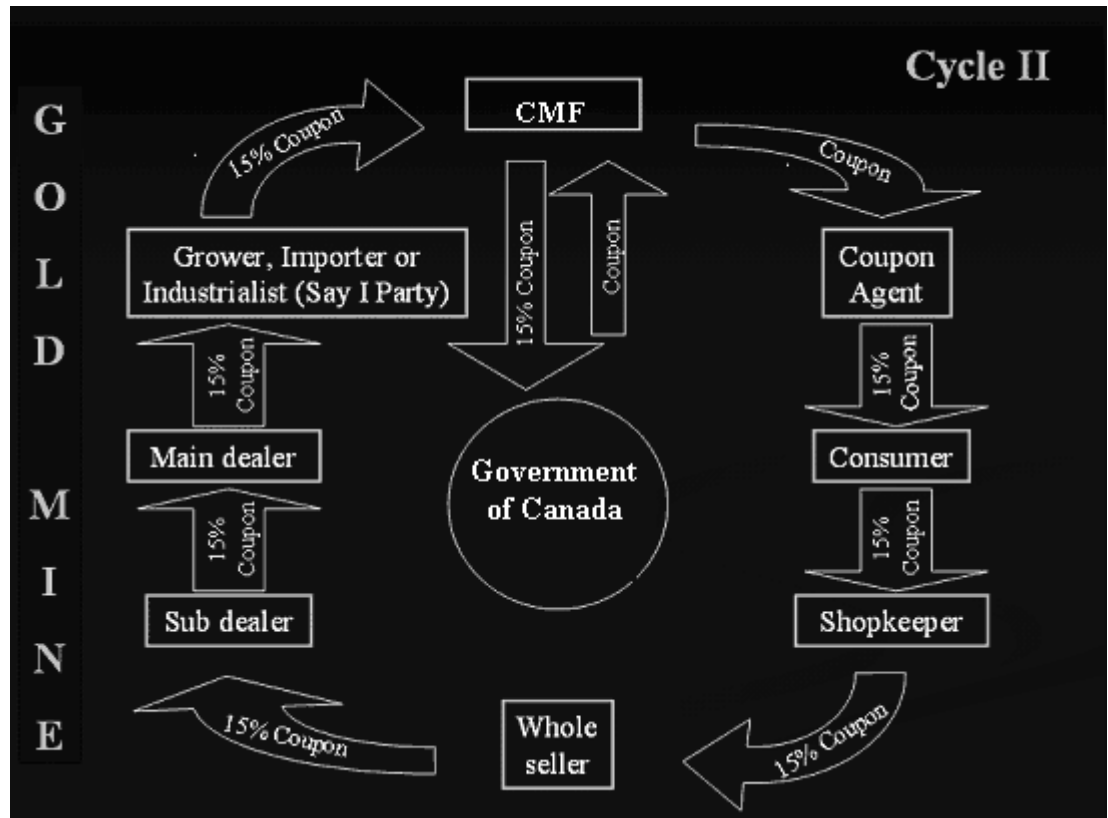 Cycle II
GOLD MINE
CMF
15% Coupon
Coupon
15% Coupon
Coupon
Grower, Importer or
Industrialist (Say I Party)
Coupon
Agent
15%
Coupon
15%
Coupon
Main dealer
Government
of Canada
Consumer
15%
Coupon
15%
Coupon
Sub dealer
Shopkeeper
15% Coupon
Whole
seller
15% Coupon